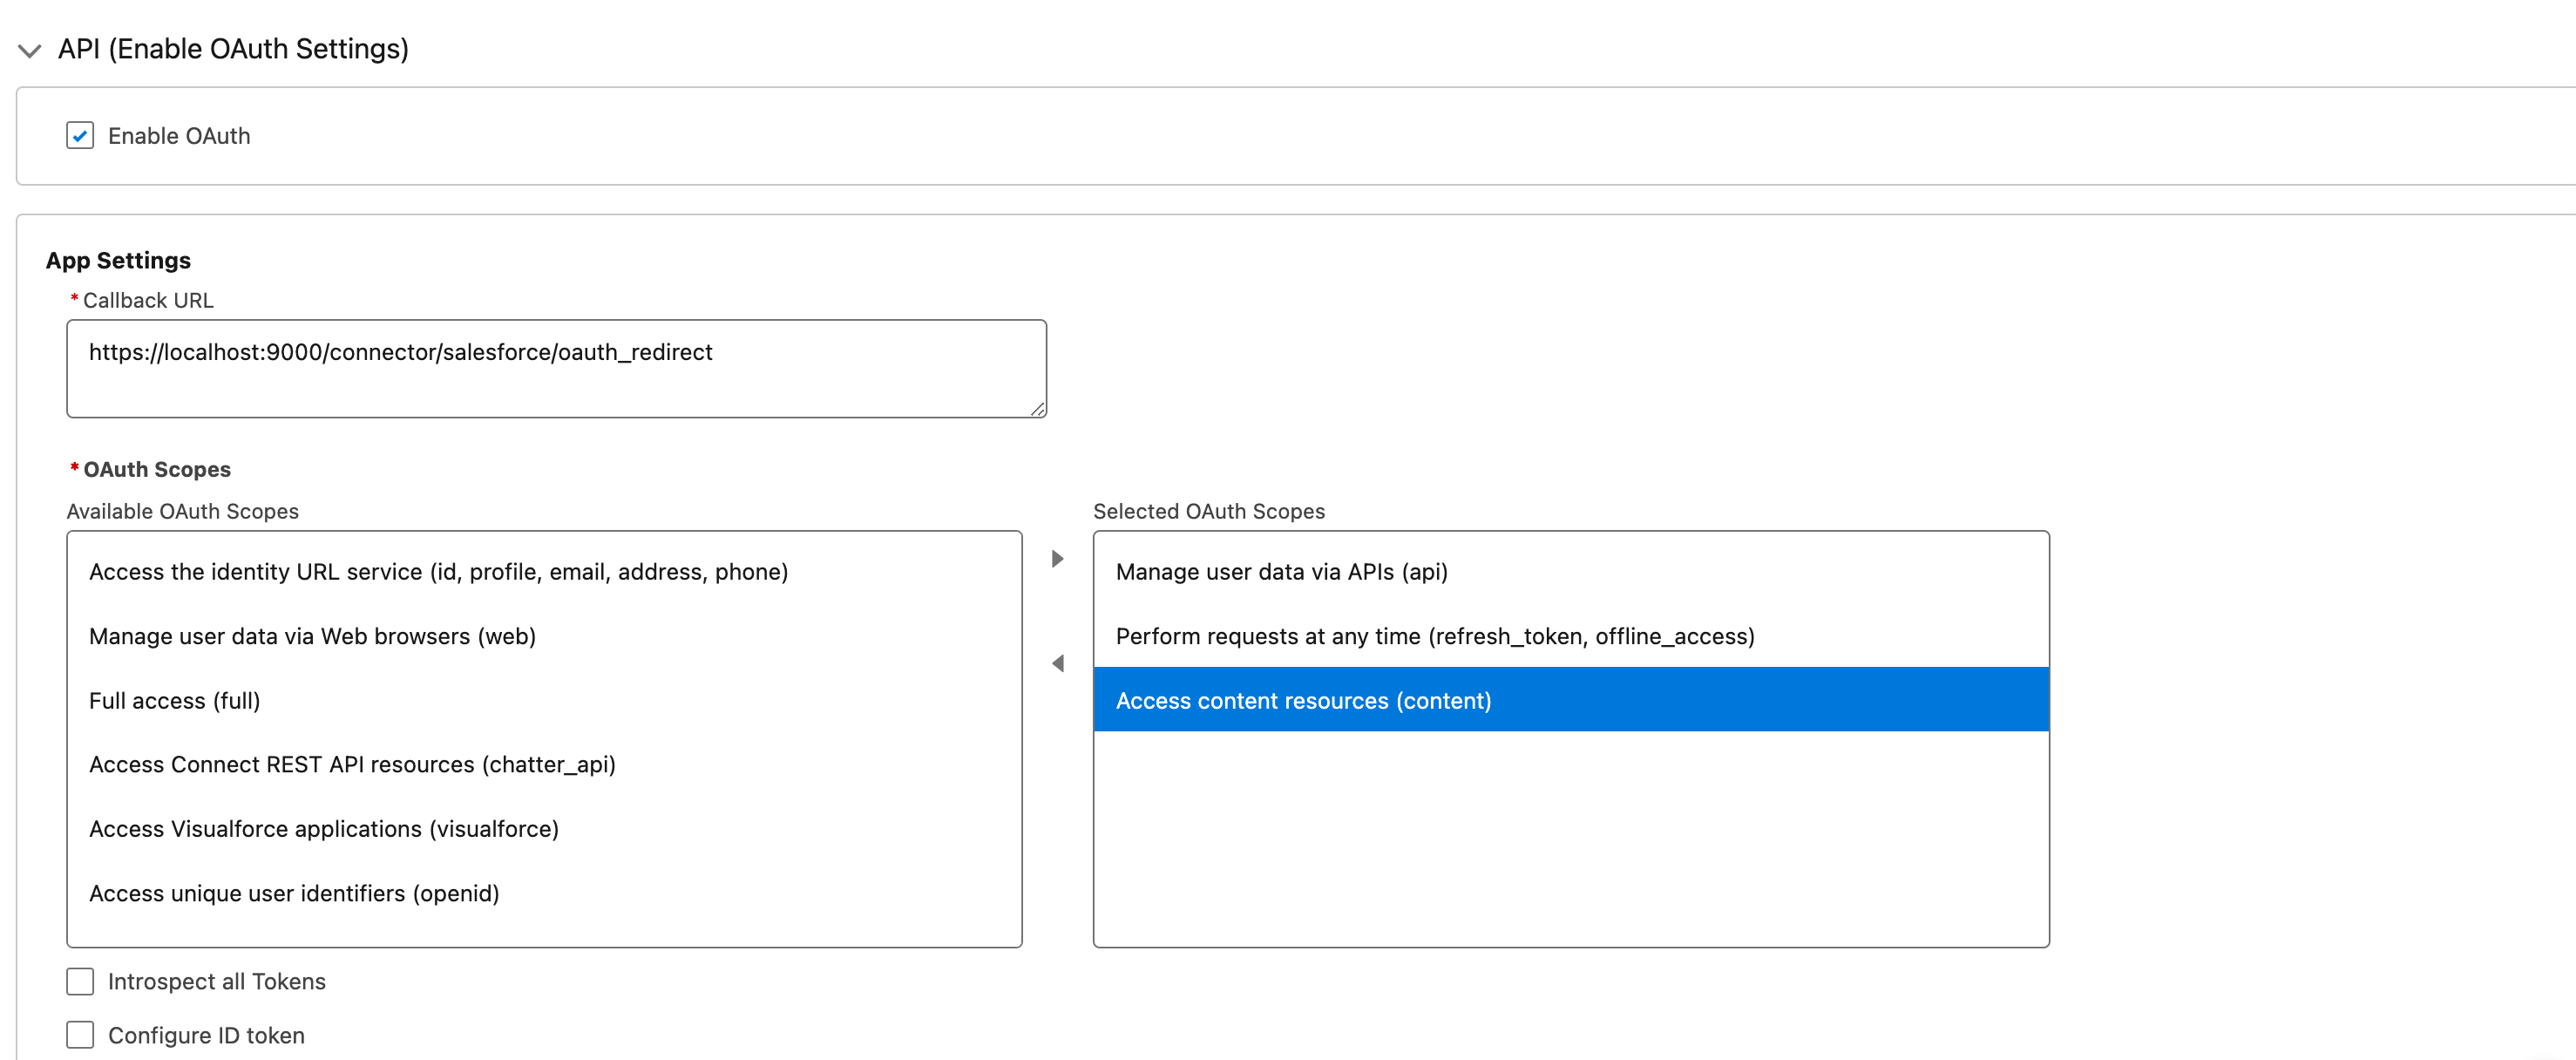 API (Enable OAuth Settings)
Enable OAuth
App Settings
* Callback URL
https://localhost:9000/connector/salesforce/oauth_redirect
* OAuth Scopes
Available OAuth Scopes
Access the identity URL service (id, profile, email, address, phone)
Manage user data via Web browsers (web)
Full access (full)
Access Connect REST API resources (chatter_api)
Access Visualforce applications (visualforce)
Access unique user identifiers (openid)
Selected OAuth Scopes
Manage user data via APIs (api)
Perform requests at any time (refresh_token, offline_access)
Access content resources (content)
Introspect all Tokens
Configure ID token